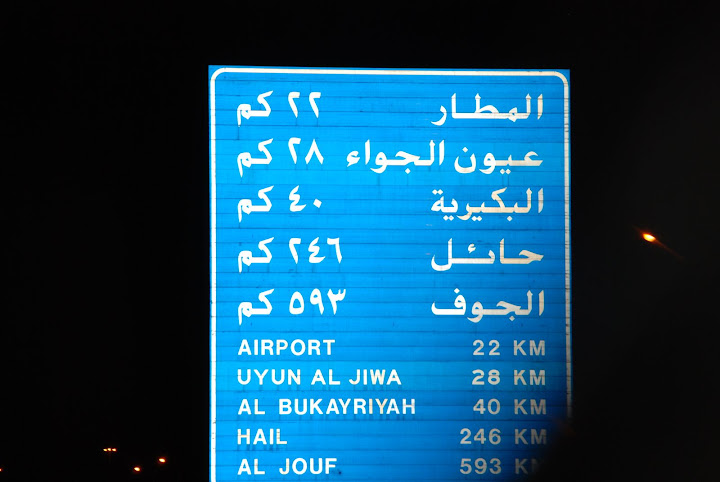 المطار ٢٢ كم
عيون الجواء ٢٨ كم
البكيرية ٤٠ كم
حائل ٢٤٦ كم
الجوف ٥٩٣ كم
AIRPORT 22 KM
UYUN AL JIWA 28 KM
AL BUKAYRIYAH 40 KM
HAIL 246 KM
AL JOUF 593 KM